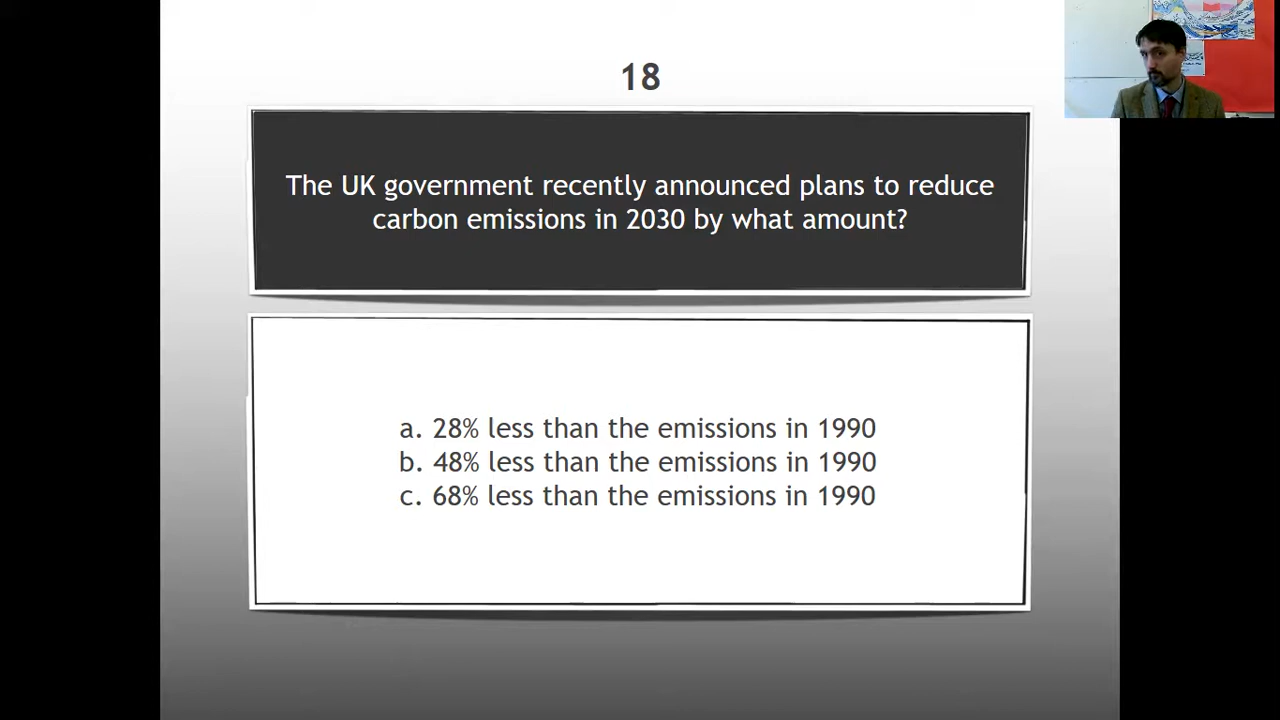 18
The UK government recently announced plans to reduce
carbon emissions in 2030 by what amount?
a. 28% less than the emissions in 1990
b. 48% less than the emissions in 1990
c. 68% less than the emissions in 1990